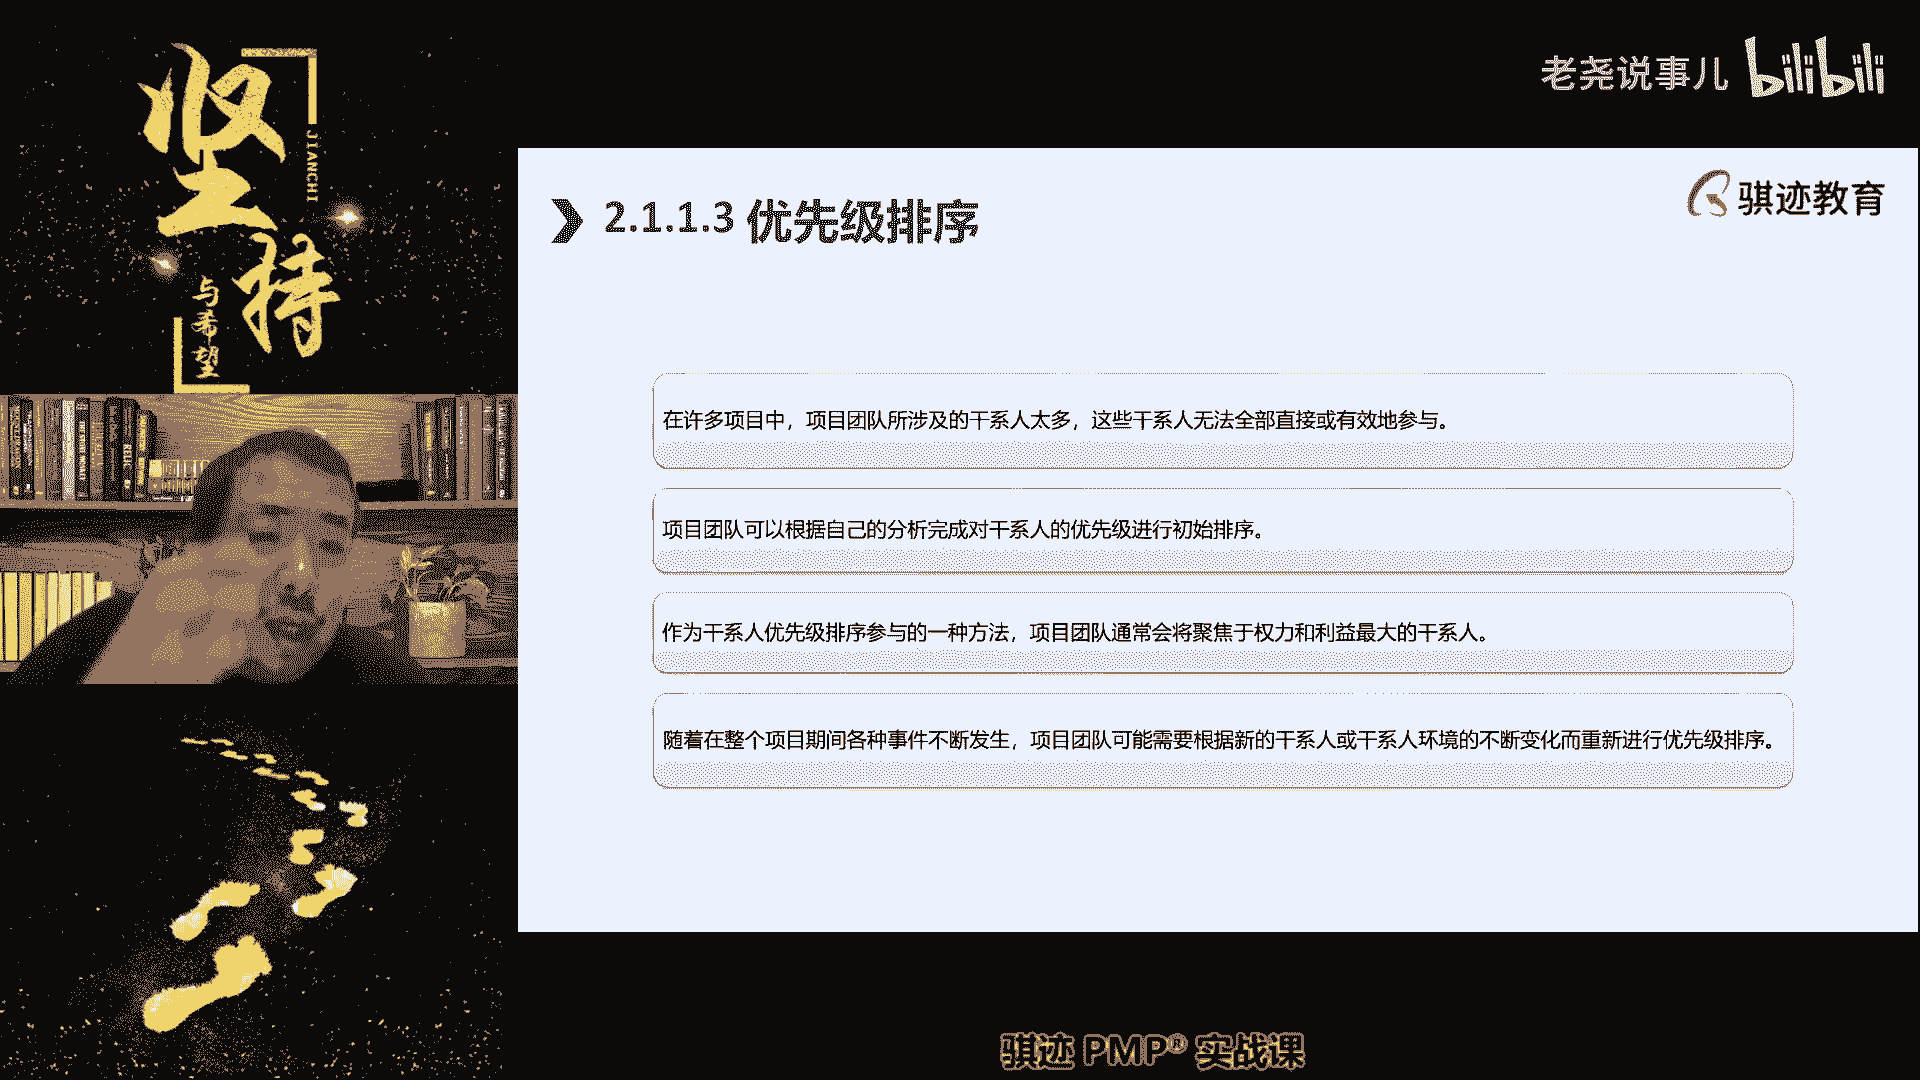 坚持
JIANCHI
与希望
老尧说事儿 bilibili
骐迹教育
2.1.1.3 优先级排序
在许多项目中，项目团队所涉及的干系人太多，这些干系人无法全部直接或有效地参与。
项目团队可以根据自己的分析完成对干系人的优先级进行初始排序。
作为干系人优先级排序参与的一种方法，项目团队通常会将聚焦于权力和利益最大的干系人。
随着在整个项目期间各种事件不断发生，项目团队可能需要根据新的干系人或干系人环境的不断变化而重新进行优先级排序。
骐迹 PMP® 实战课